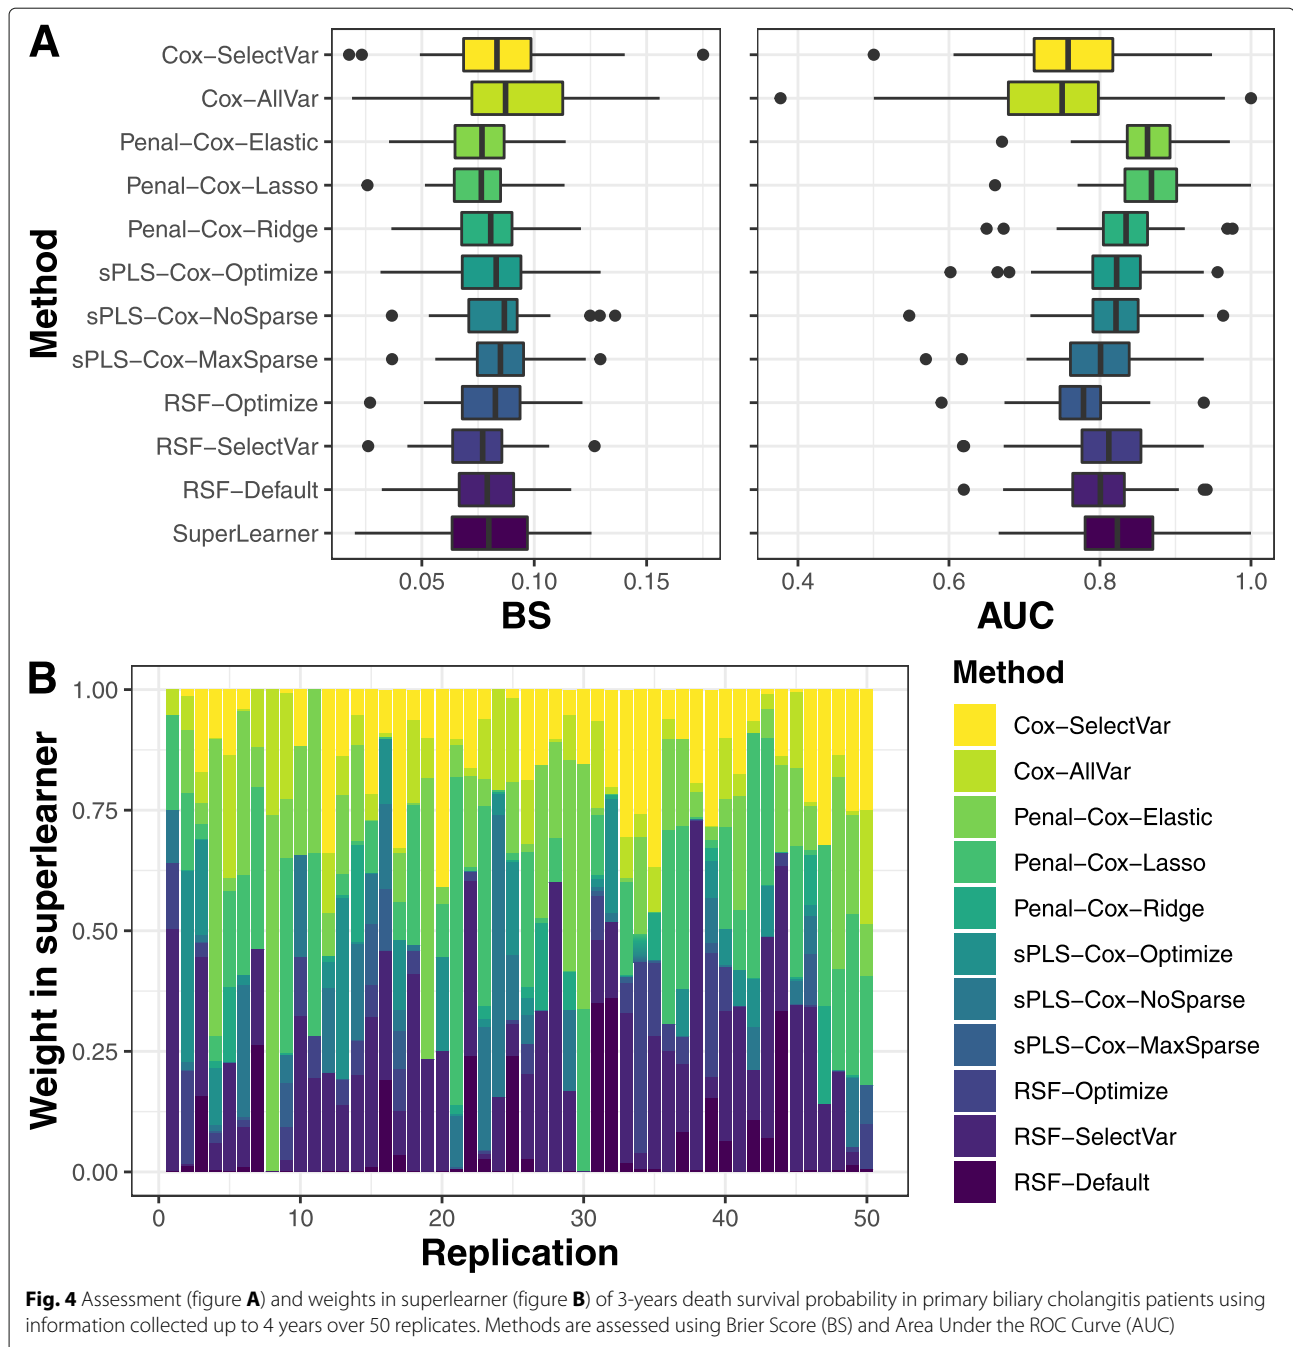 A
Cox−SelectVar
Cox−AllVar
Penal−Cox−Elastic
Penal−Cox−Lasso
Penal−Cox−Ridge
sPLS−Cox−Optimize
sPLS−Cox−NoSparse
sPLS−Cox−MaxSparse
RSF−Optimize
RSF−SelectVar
RSF−Default
SuperLearner
Method
0.05 0.10 0.15
BS
0.4 0.6 0.8 1.0
AUC
B
1.00
0.75
0.50
0.25
0.00
Weight in superlearner
0 10 20 30 40 50
Replication
Method
Cox−SelectVar
Cox−AllVar
Penal−Cox−Elastic
Penal−Cox−Lasso
Penal−Cox−Ridge
sPLS−Cox−Optimize
sPLS−Cox−NoSparse
sPLS−Cox−MaxSparse
RSF−Optimize
RSF−SelectVar
RSF−Default
Fig. 4 Assessment (figure A) and weights in superlearner (figure B) of 3-years death survival probability in primary biliary cholangitis patients using
information collected up to 4 years over 50 replicates. Methods are assessed using Brier Score (BS) and Area Under the ROC Curve (AUC)